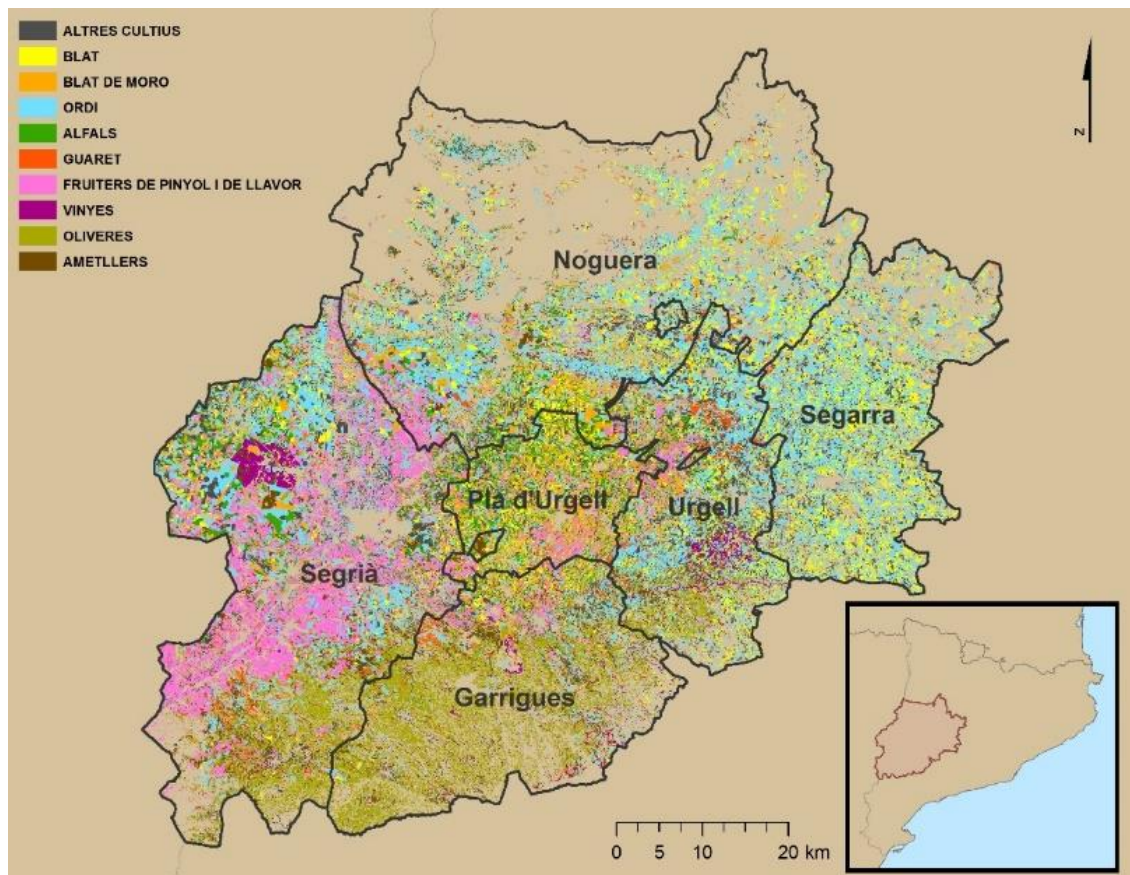 ALTRES CULTIUS
BLAT
BLAT DE MORO
ORDI
ALFALS
GUARET
FRUITERS DE PINYOL I DE LLAVOR
VINYES
OLIVERES
AMETLLERS
N
Noguera
Segarra
Pla d'Urgell
Urgell
Segrià
Garrigues
0 5 10 20 km